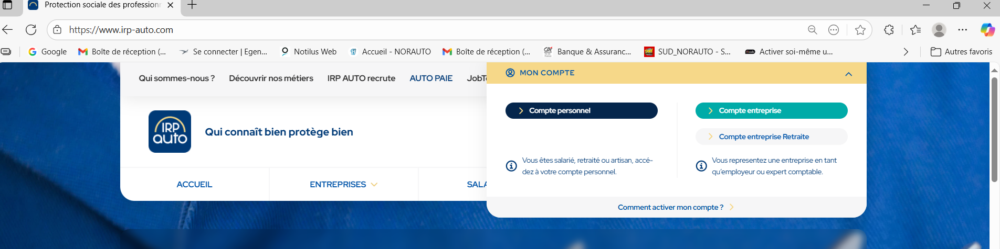 Protection sociale des profession
https://www.irp-auto.com
Google
Boîte de réception (...
Se connecter | Egen...
Notilus Web
Accueil - NORAUTO
Boîte de réception (...
Banque & Assuranc...
SUD_NORAUTO - S...
Activer soi-même u...
Autres favoris
Qui sommes-nous ?
Découvrir nos métiers
IRP AUTO recrute
AUTO PAIE
JobTe
MON COMPTE
IRP
auto
Qui connaît bien protège bien
ACCUEIL
ENTREPRISES
SALA
Compte personnel
Vous êtes salarié, retraité ou artisan, accé-
dez à votre compte personnel.
Compte entreprise
Compte entreprise Retraite
Vous representez une entreprise en tant
qu'employeur ou expert comptable.
Comment activer mon compte ?